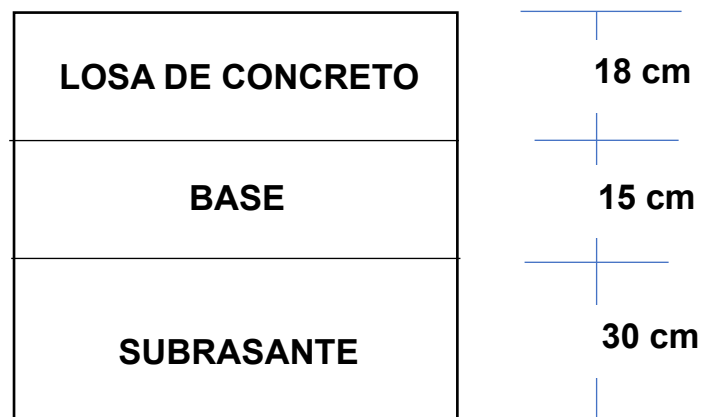 LOSA DE CONCRETO
18 cm
BASE
15 cm
SUBRASANTE
30 cm